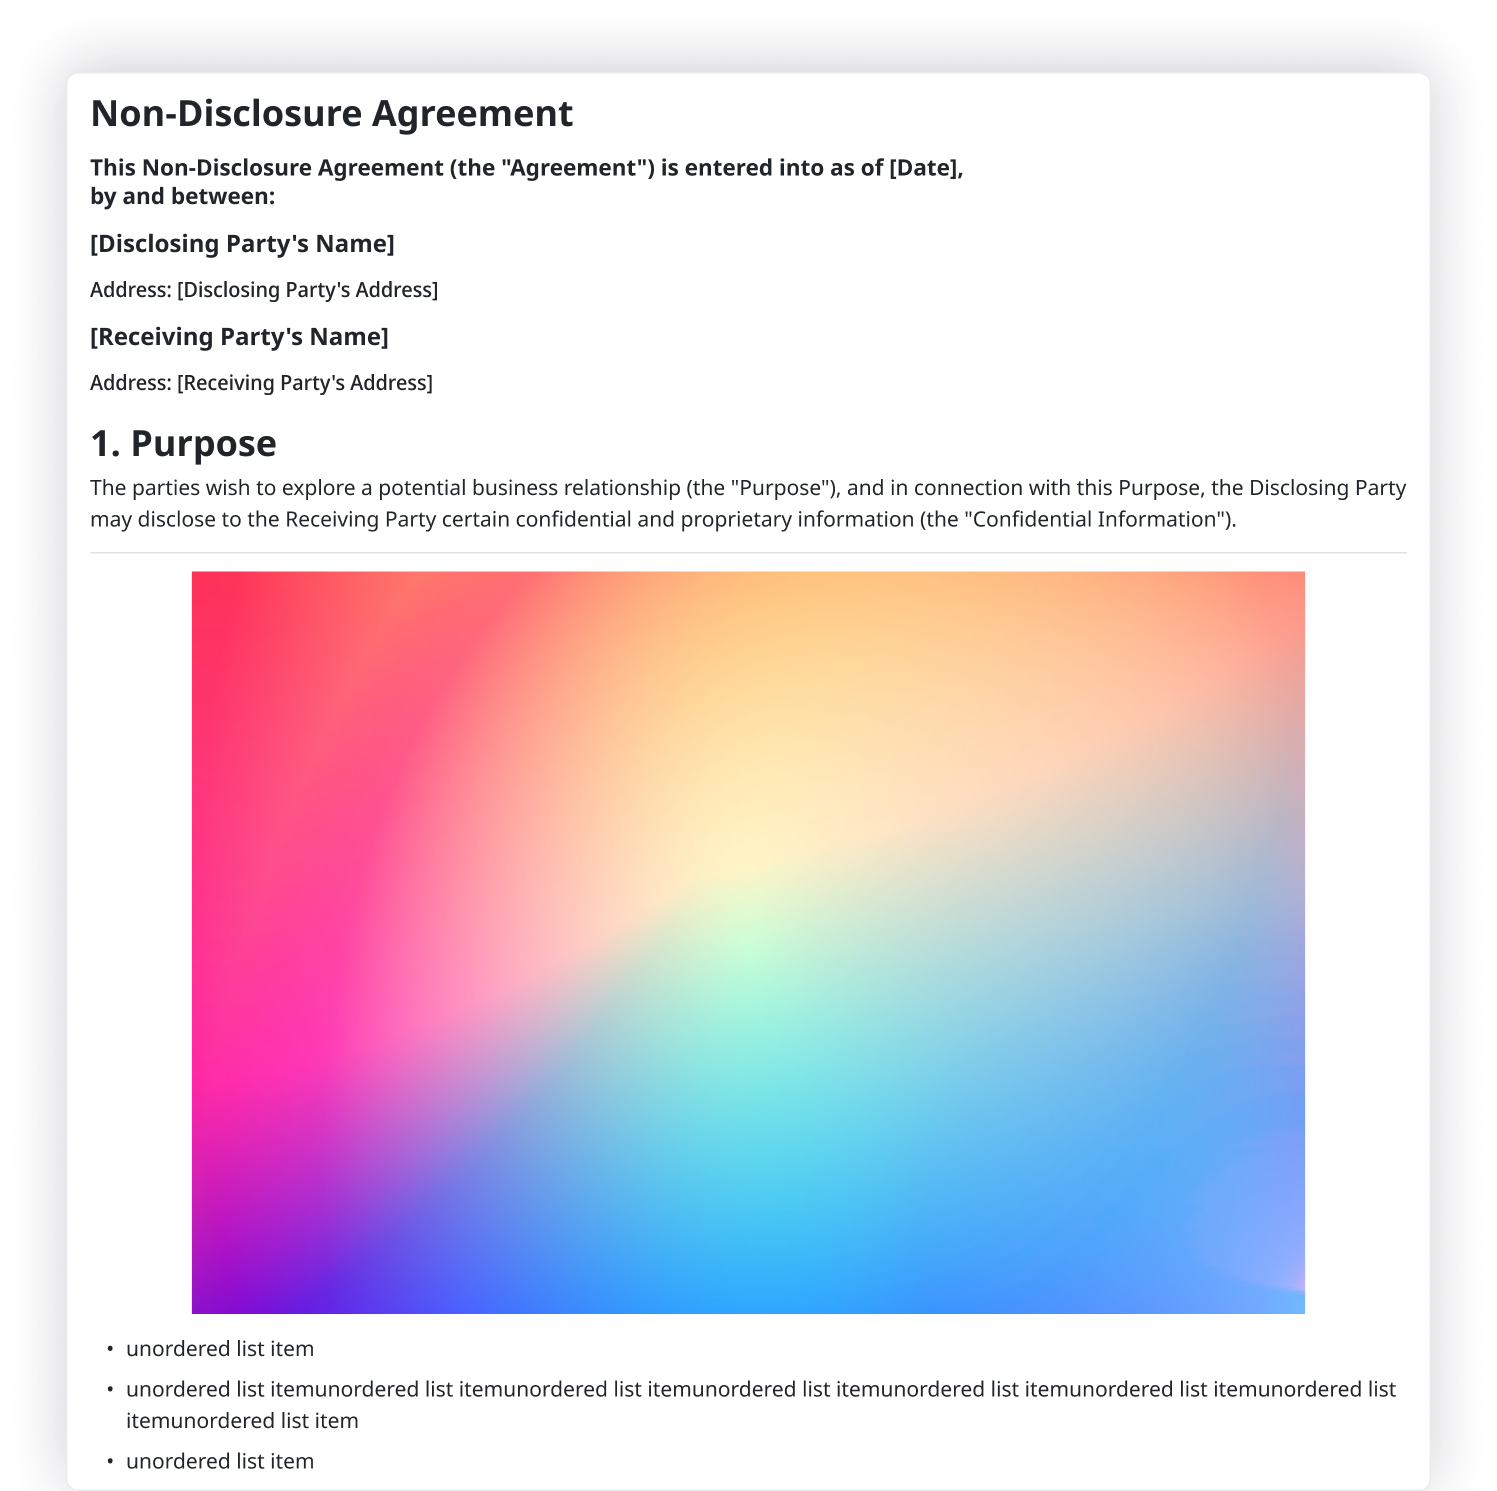 Non-Disclosure Agreement
This Non-Disclosure Agreement (the "Agreement") is entered into as of [Date],
by and between:
[Disclosing Party's Name]
Address: [Disclosing Party's Address]
[Receiving Party's Name]
Address: [Receiving Party's Address]
1. Purpose
The parties wish to explore a potential business relationship (the "Purpose"), and in connection with this Purpose, the Disclosing Party
may disclose to the Receiving Party certain confidential and proprietary information (the "Confidential Information").
• unordered list item
• unordered list itemunordered list itemunordered list itemunordered list itemunordered list itemunordered list itemunordered list
itemunordered list item
• unordered list item